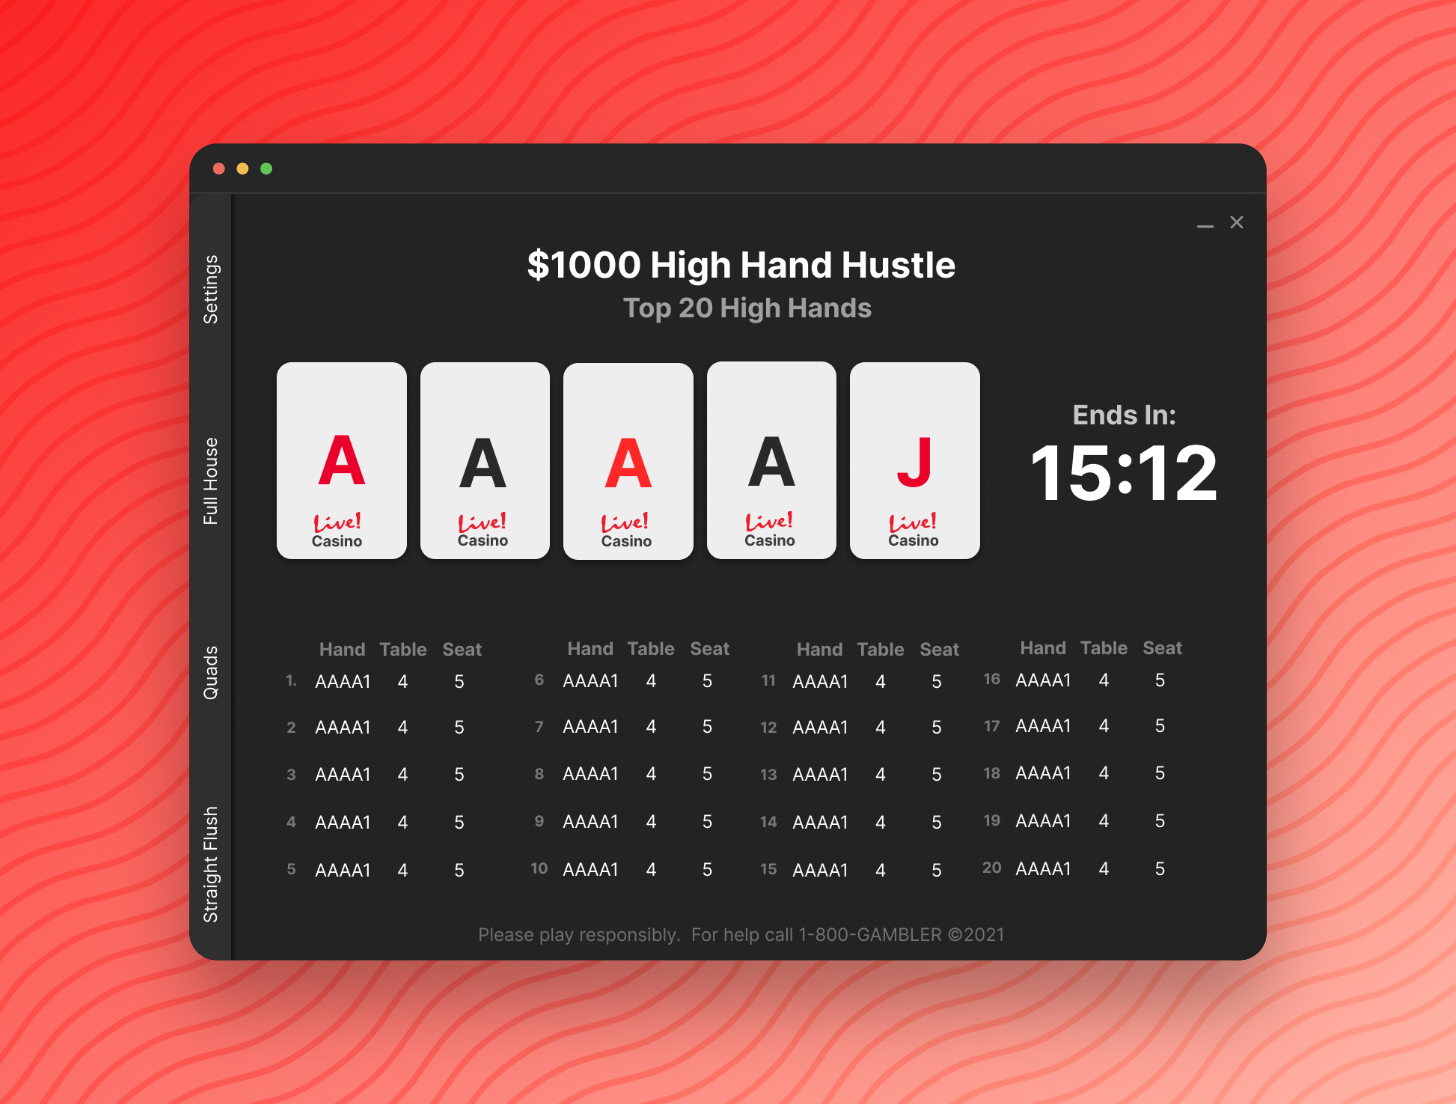 $1000 High Hand Hustle
Top 20 High Hands
Settings
Full House
Quads
Straight Flush
A A A A J
Live! Live! Live! Live! Live!
Casino Casino Casino Casino Casino
Ends In:
15:12
Hand Table Seat Hand Table Seat Hand Table Seat Hand Table Seat
1. AAAA1 4 5 6 AAAA1 4 5 11 AAAA1 4 5 16 AAAA1 4 5
2 AAAA1 4 5 7 AAAA1 4 5 12 AAAA1 4 5 17 AAAA1 4 5
3 AAAA1 4 5 8 AAAA1 4 5 13 AAAA1 4 5 18 AAAA1 4 5
4 AAAA1 4 5 9 AAAA1 4 5 14 AAAA1 4 5 19 AAAA1 4 5
5 AAAA1 4 5 10 AAAA1 4 5 15 AAAA1 4 5 20 AAAA1 4 5
Please play responsibly.  For help call 1-800-GAMBLER ©2021